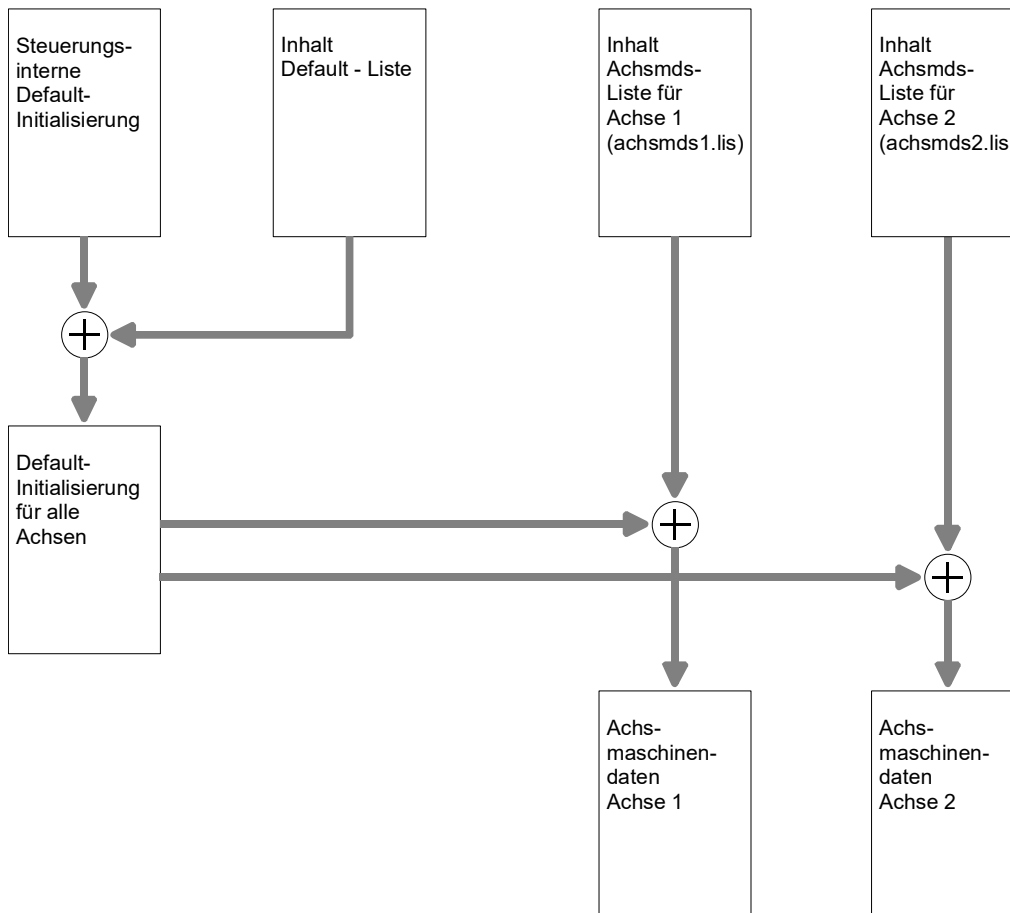 Steuerungs-
interne
Default-
Initialisierung
Inhalt
Default - Liste
Inhalt
Achsmds-
Liste für
Achse 1
(achsmds1.lis)
Inhalt
Achsmds-
Liste für
Achse 2
(achsmds2.lis
Default-
Initialisierung
für alle
Achsen
Achs-
maschinen-
daten
Achse 1
Achs-
maschinen-
daten
Achse 2